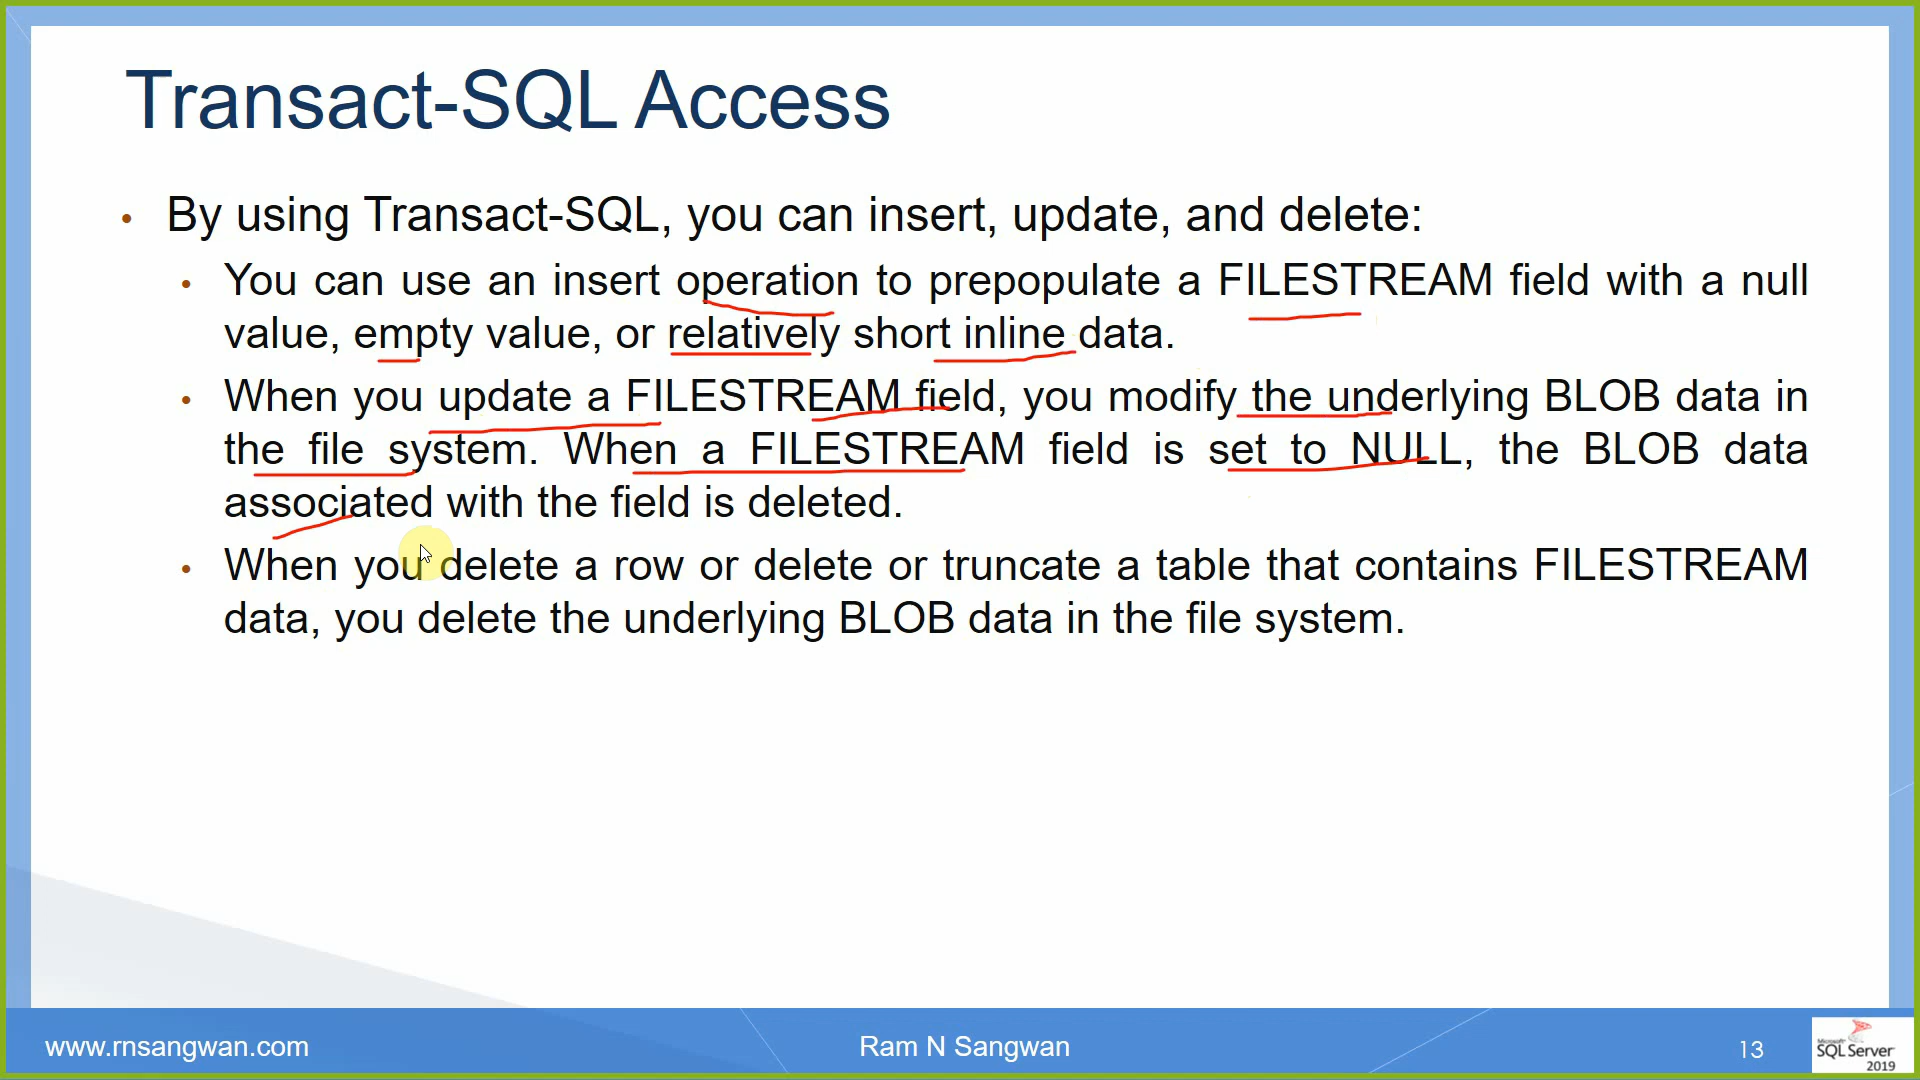 Transact-SQL Access
• By using Transact-SQL, you can insert, update, and delete:
• You can use an insert operation to prepopulate a FILESTREAM field with a null
value, empty value, or relatively short inline data.
• When you update a FILESTREAM field, you modify the underlying BLOB data in
the file system. When a FILESTREAM field is set to NULL, the BLOB data
associated with the field is deleted.
• When you delete a row or delete or truncate a table that contains FILESTREAM
data, you delete the underlying BLOB data in the file system.
www.rnsangwan.com
Ram N Sangwan
13
Microsoft
SQL Server
2019